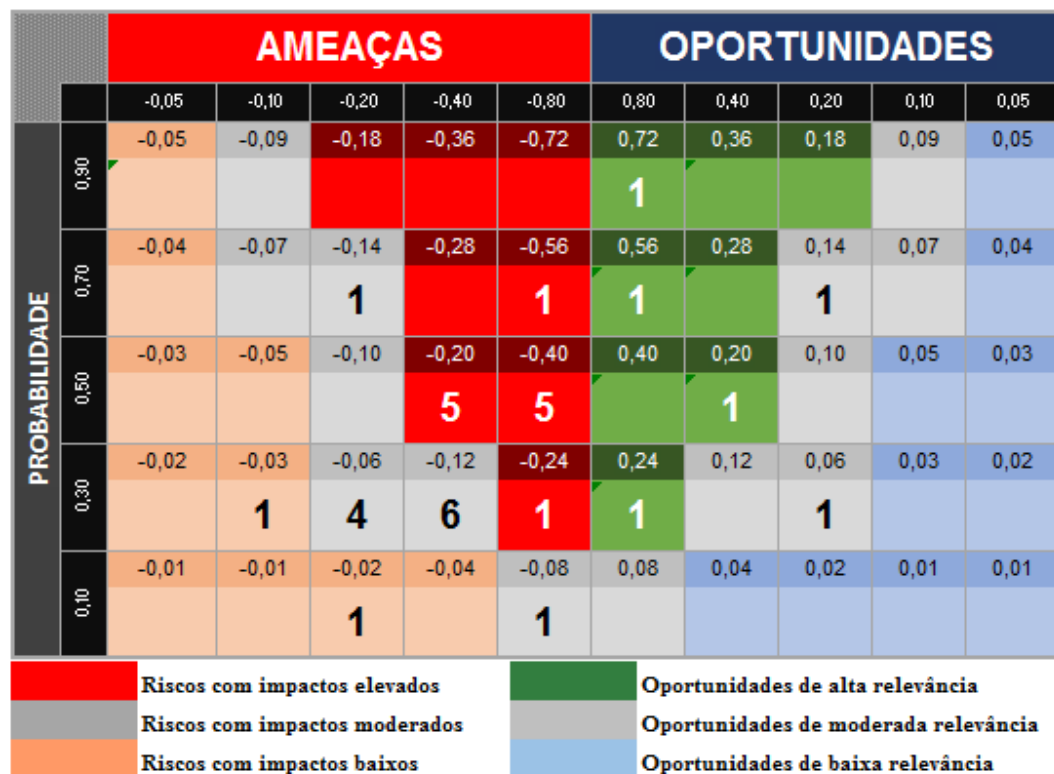 AMEAÇAS OPORTUNIDADES
-0,05 -0,10 -0,20 -0,40 -0,80 0,80 0,40 0,20 0,10 0,05
PROBABILIDADE
0,90
-0,05 -0,09 -0,18 -0,36 -0,72 0,72 0,36 0,18 0,09 0,05
1
0,70
-0,04 -0,07 -0,14 -0,28 -0,56 0,56 0,28 0,14 0,07 0,04
1 1 1 1
0,50
-0,03 -0,05 -0,10 -0,20 -0,40 0,40 0,20 0,10 0,05 0,03
5 5 1
0,30
-0,02 -0,03 -0,06 -0,12 -0,24 0,24 0,12 0,06 0,03 0,02
1 4 6 1 1 1
0,10
-0,01 -0,01 -0,02 -0,04 -0,08 0,08 0,04 0,02 0,01 0,01
1 1
Riscos com impactos elevados Oportunidades de alta relevância
Riscos com impactos moderados Oportunidades de moderada relevância
Riscos com impactos baixos Oportunidades de baixa relevância